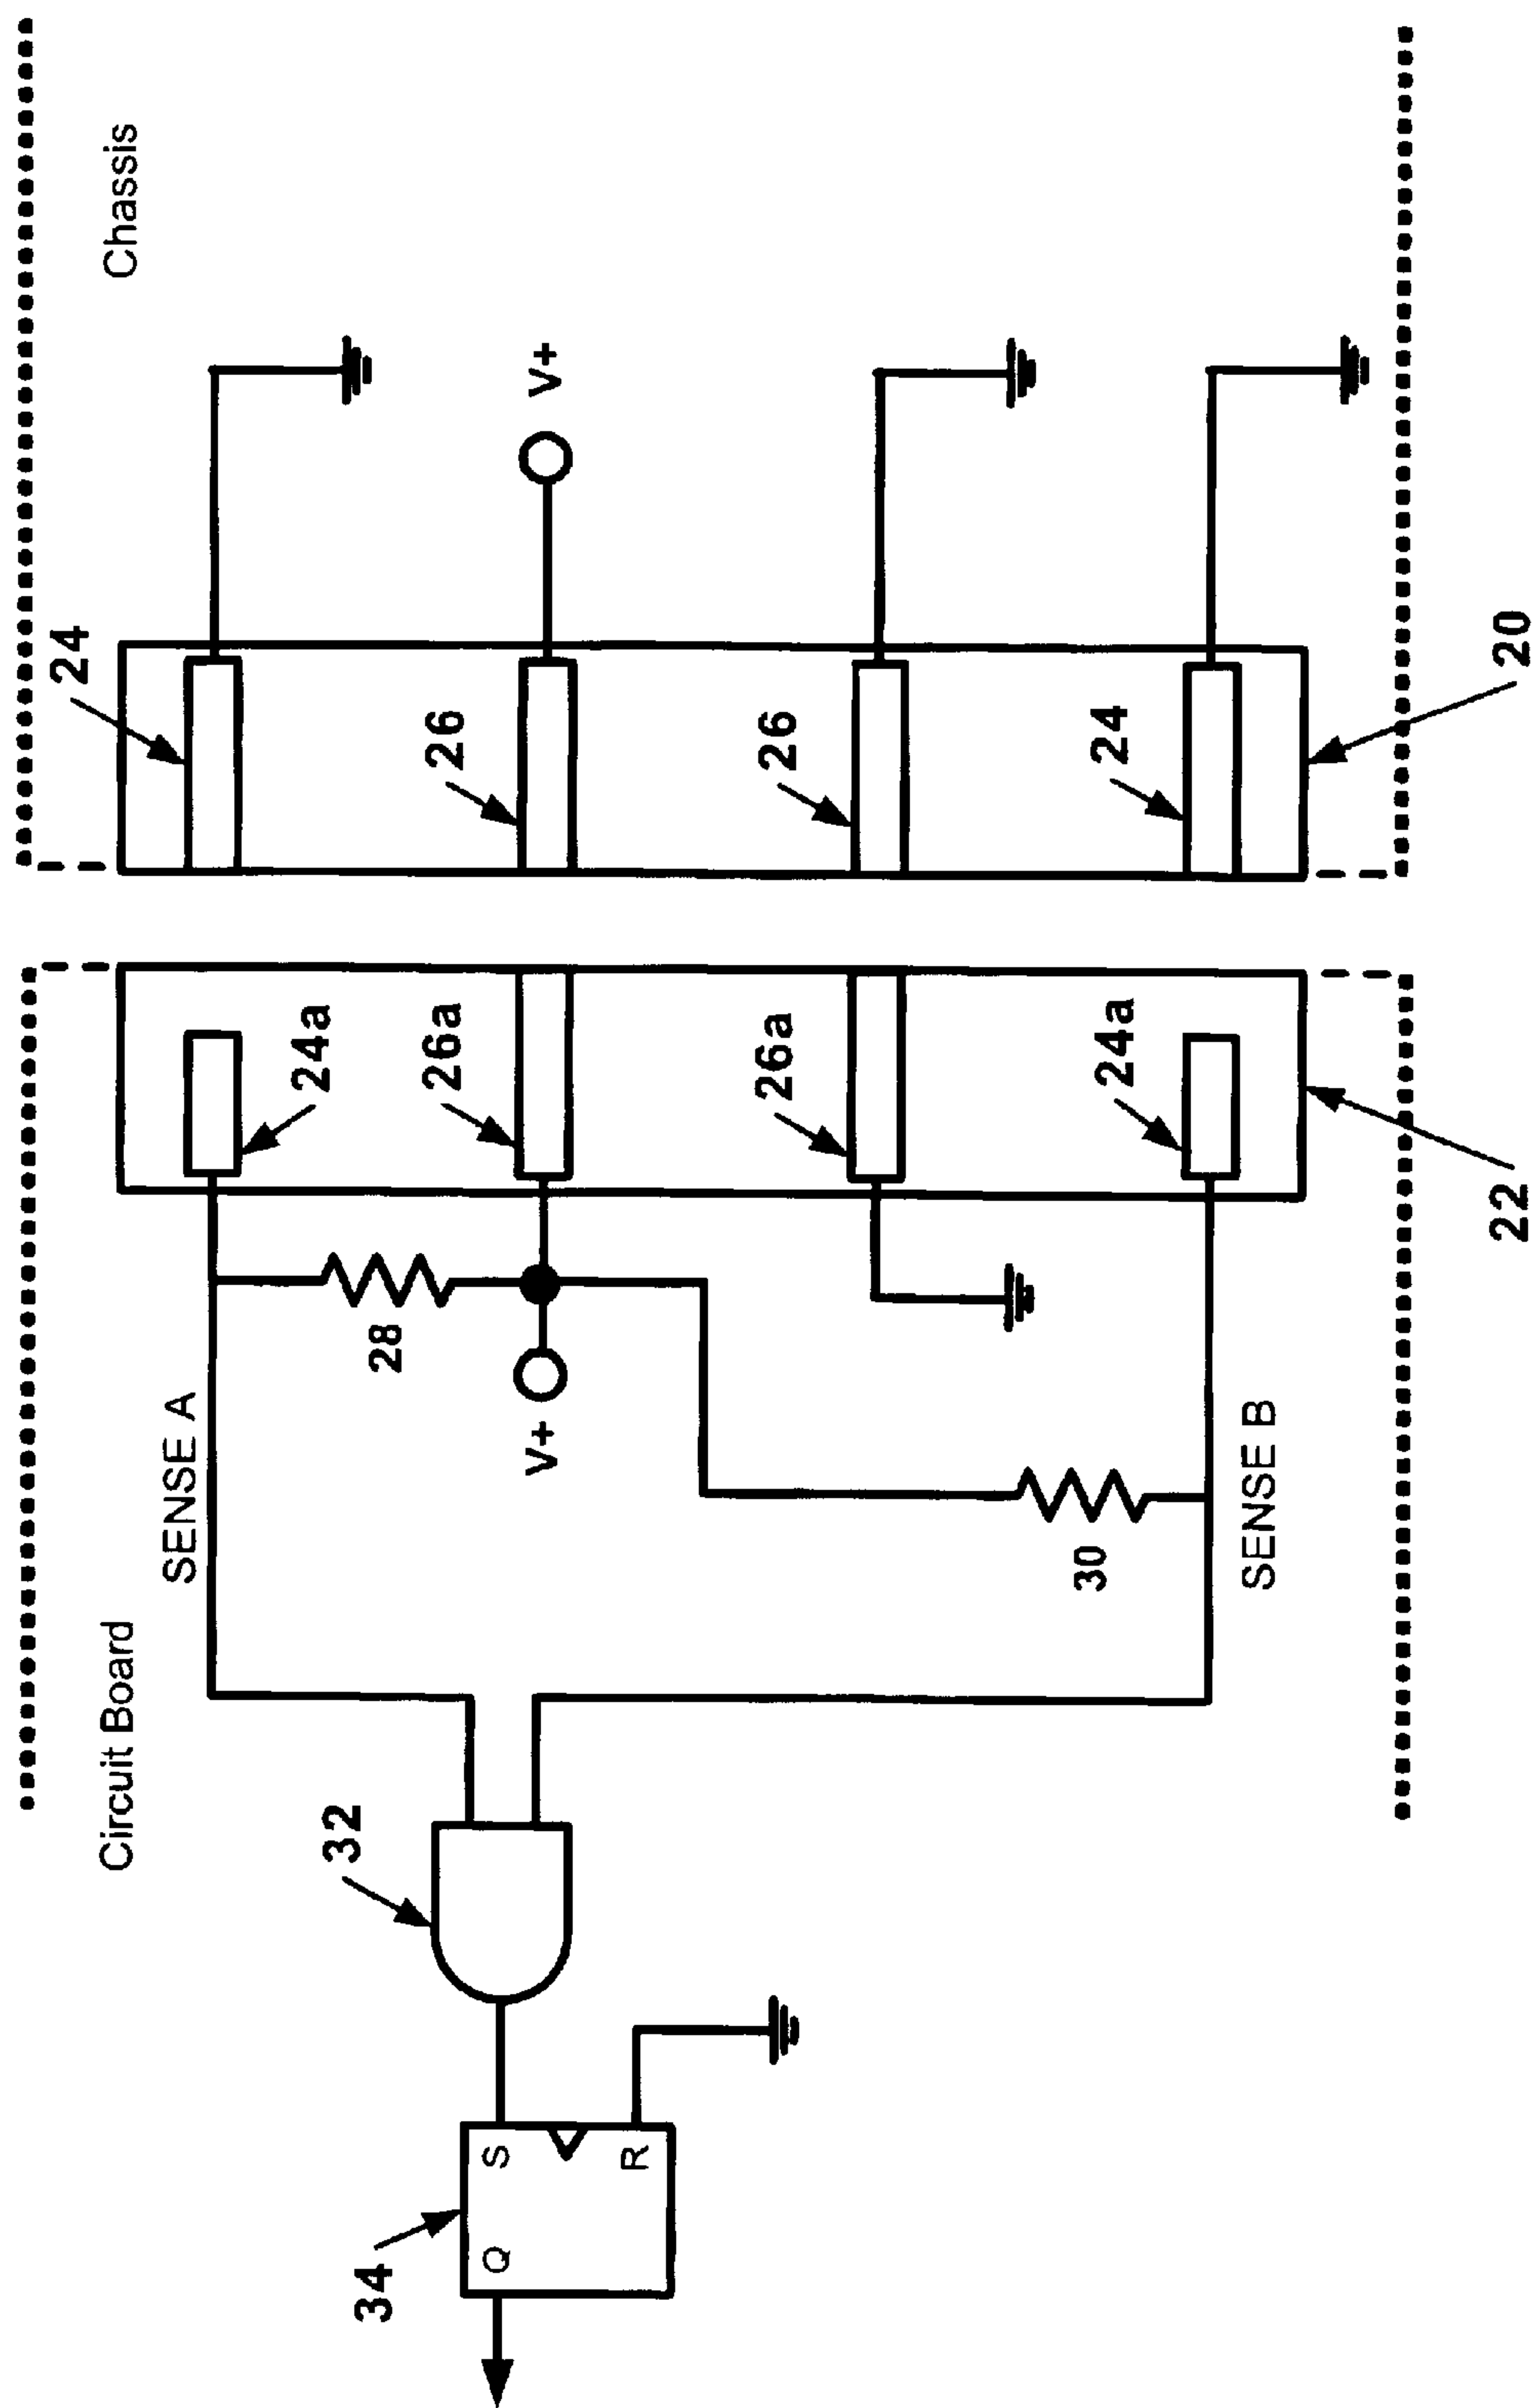 Chassis
24
V+
26
26
24
20
24a
26a
26a
24a
22
28
V+
SENSE A
SENSE B
30
Circuit Board
32
S
R
Q
34